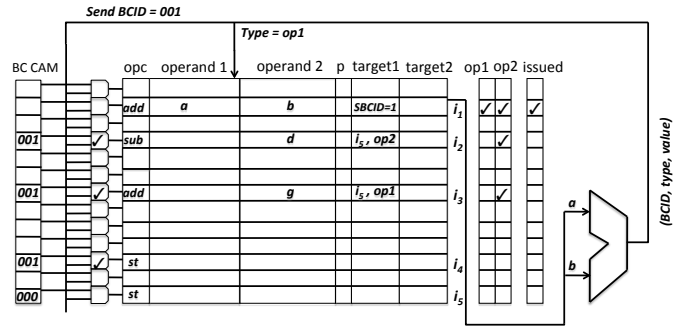 Send BCID = 001
Type = op1
BC CAM opc operand 1 operand 2 p target1 target2 op1 op2 issued
add a b SBCID=1 i1 ✓ ✓ ✓
001 ✓ sub d i5 , op2 i2 ✓
001 ✓ add g i5 , op1 i3 ✓
a
b
(BCID, type, value)
001 ✓ st i4
000 st i5